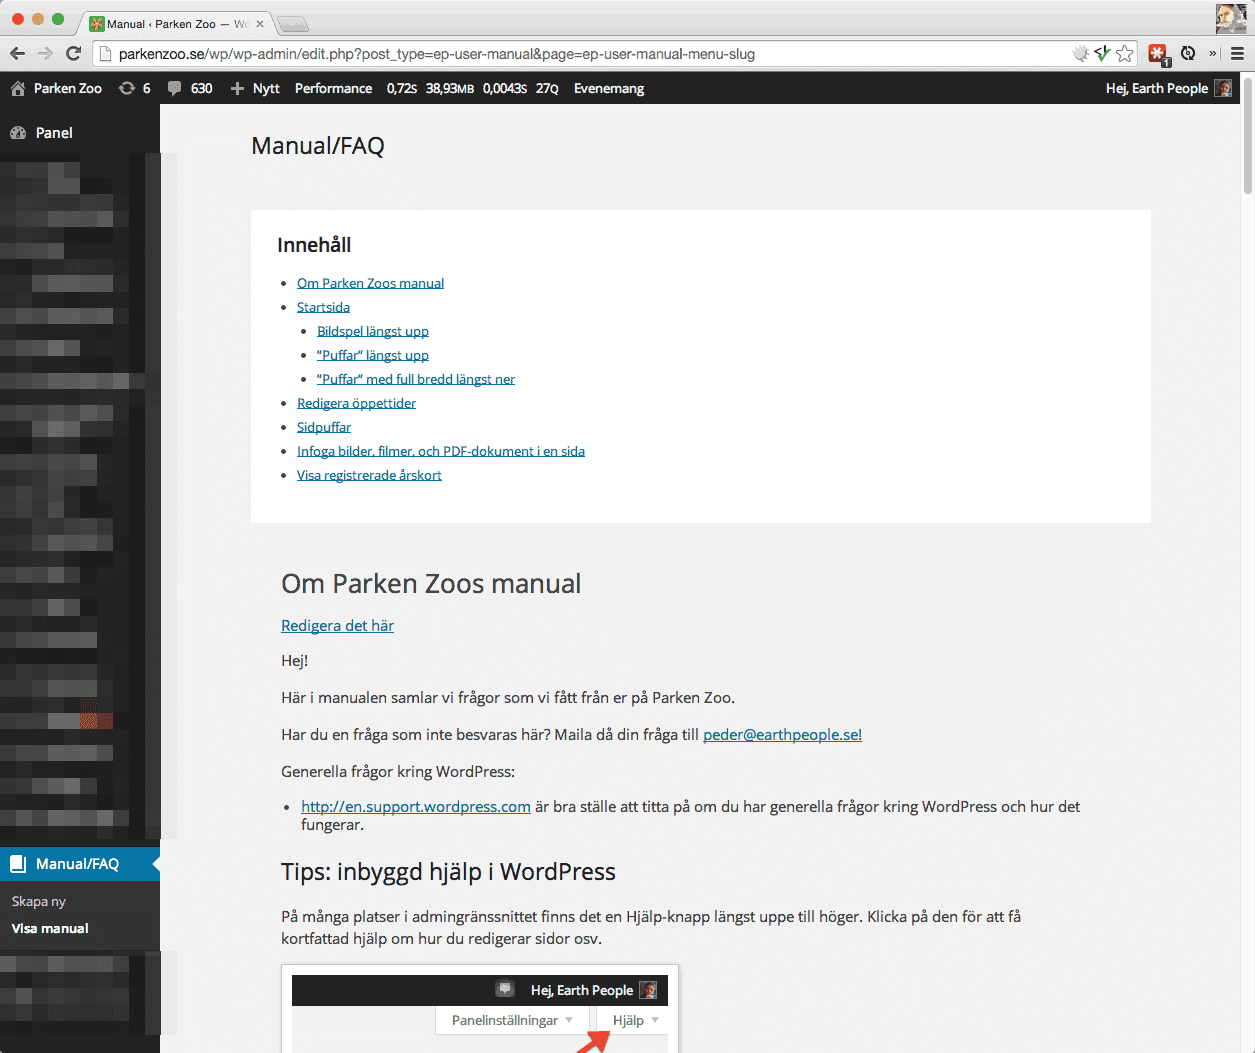 Manual ‹ Parken Zoo — Wo
parkenzoo.se/wp/wp-admin/edit.php?post_type=ep-user-manual&page=ep-user-manual-menu-slug
1
»
Parken Zoo 6 630 Nytt Performance 0,72S 38,93MB 0,0043S 27Q Evenemang Hej, Earth People
Panel
Manual/FAQ
Innehåll
Om Parken Zoos manual
Startsida
Bildspel längst upp
"Puffar" längst upp
"Puffar" med full bredd längst ner
Redigera öppettider
Sidpuffar
Infoga bilder, filmer, och PDF-dokument i en sida
Visa registrerade årskort
Om Parken Zoos manual
Redigera det här
Hej!
Här i manualen samlar vi frågor som vi fått från er på Parken Zoo.
Har du en fråga som inte besvaras här? Maila då din fråga till peder@earthpeople.se!
Generella frågor kring WordPress:
http://en.support.wordpress.com är bra ställe att titta på om du har generella frågor kring WordPress och hur det
fungerar.
Manual/FAQ
Skapa ny
Visa manual
Tips: inbyggd hjälp i WordPress
På många platser i admingränssnittet finns det en Hjälp-knapp längst uppe till höger. Klicka på den för att få
kortfattad hjälp om hur du redigerar sidor osv.
Hej, Earth People
Panelinställningar Hjälp